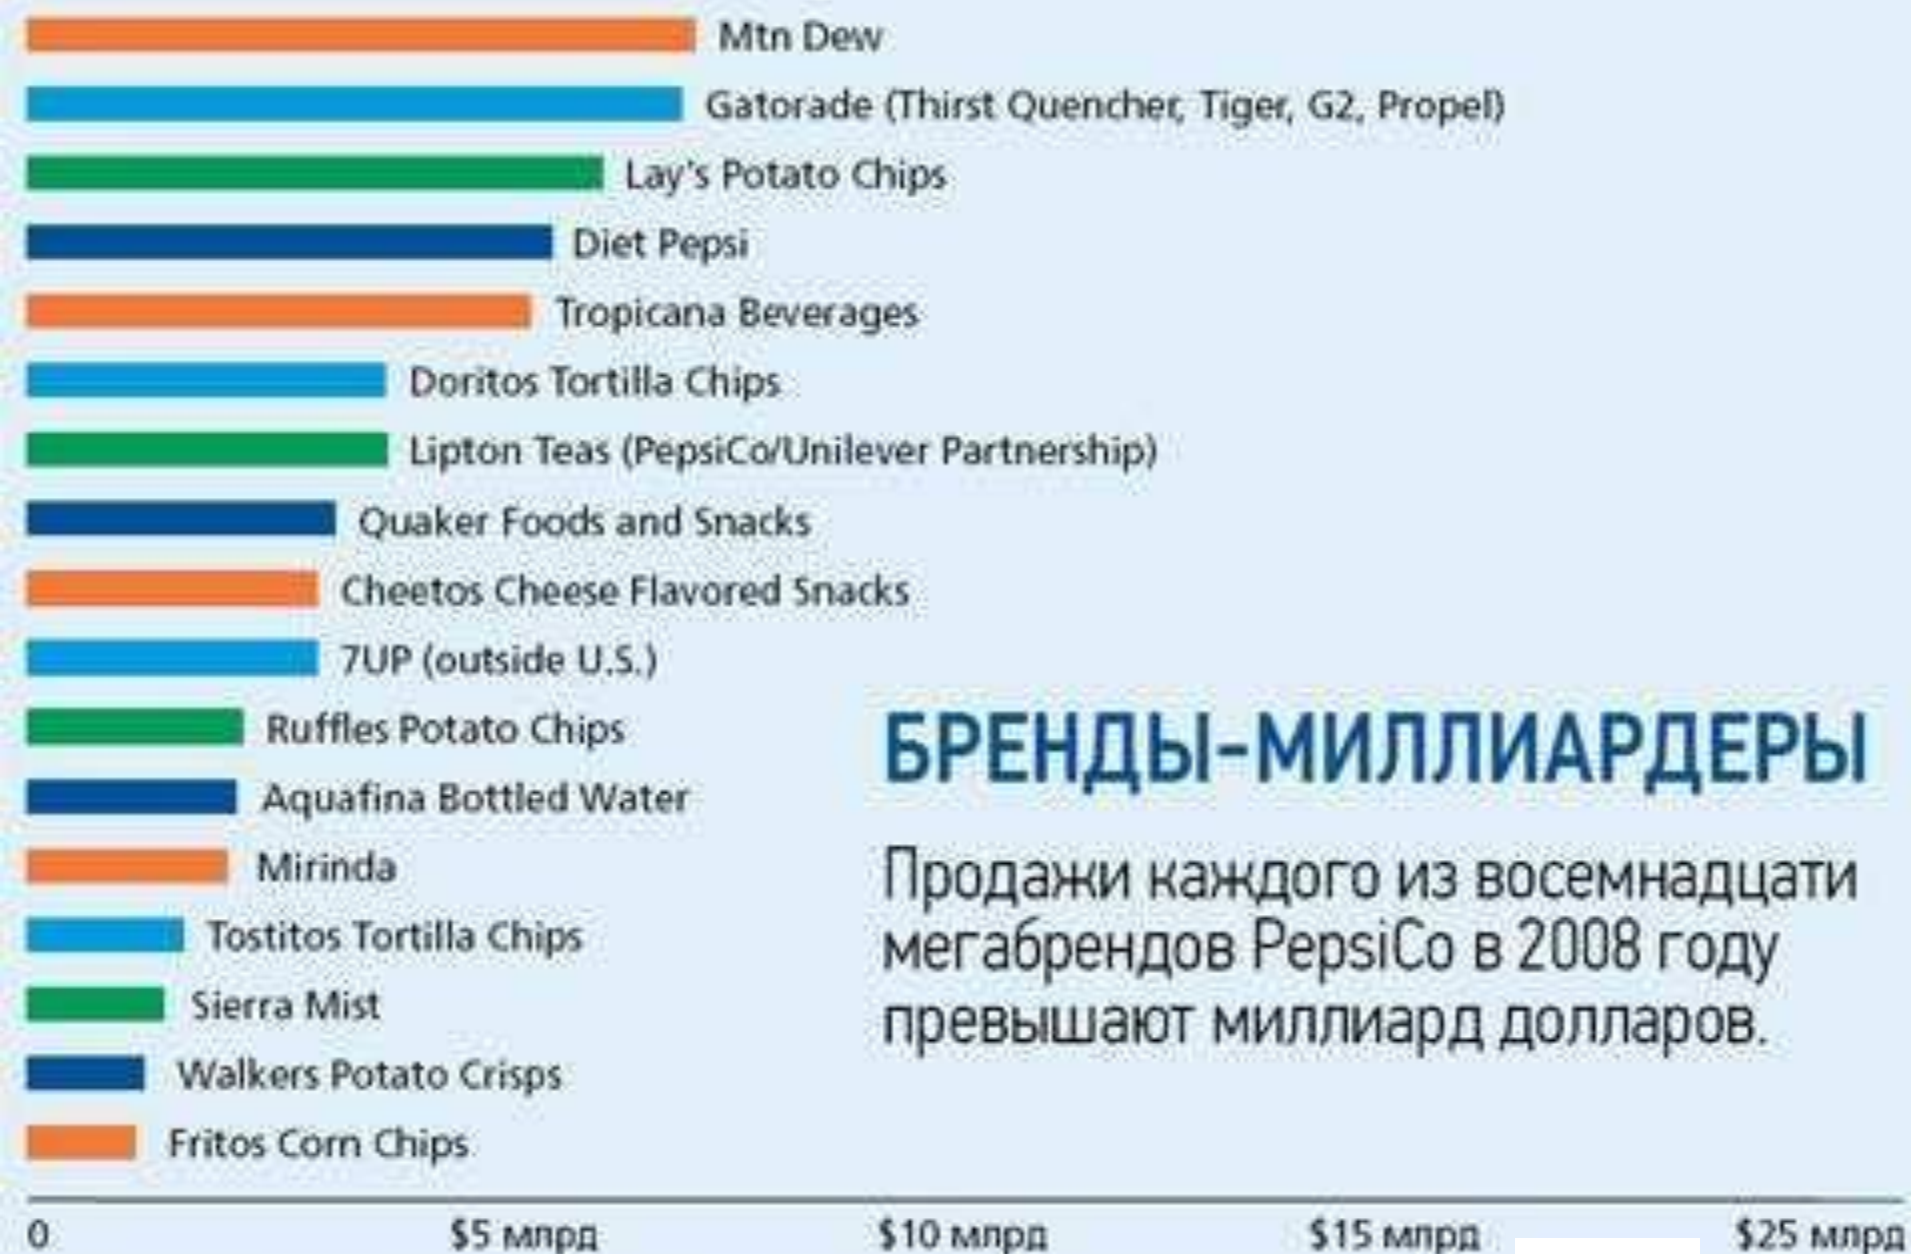 Mtn Dew
Gatorade (Thirst Quencher, Tiger, G2, Propel)
Lay's Potato Chips
Diet Pepsi
Tropicana Beverages
Doritos Tortilla Chips
Lipton Teas (PepsiCo/Unilever Partnership)
Quaker Foods and Snacks
Cheetos Cheese Flavored Snacks
7UP (outside U.S.)
Ruffles Potato Chips
Aquafina Bottled Water
Mirinda
Tostitos Tortilla Chips
Sierra Mist
Walkers Potato Crisps
Fritos Corn Chips
БРЕНДЫ-МИЛЛИАРДЕРЫ
Продажи каждого из восемнадцати
мегабрендов PepsiCo в 2008 году
превышают миллиард долларов.
0 $5 млрд $10 млрд $15 млрд $25 млрд